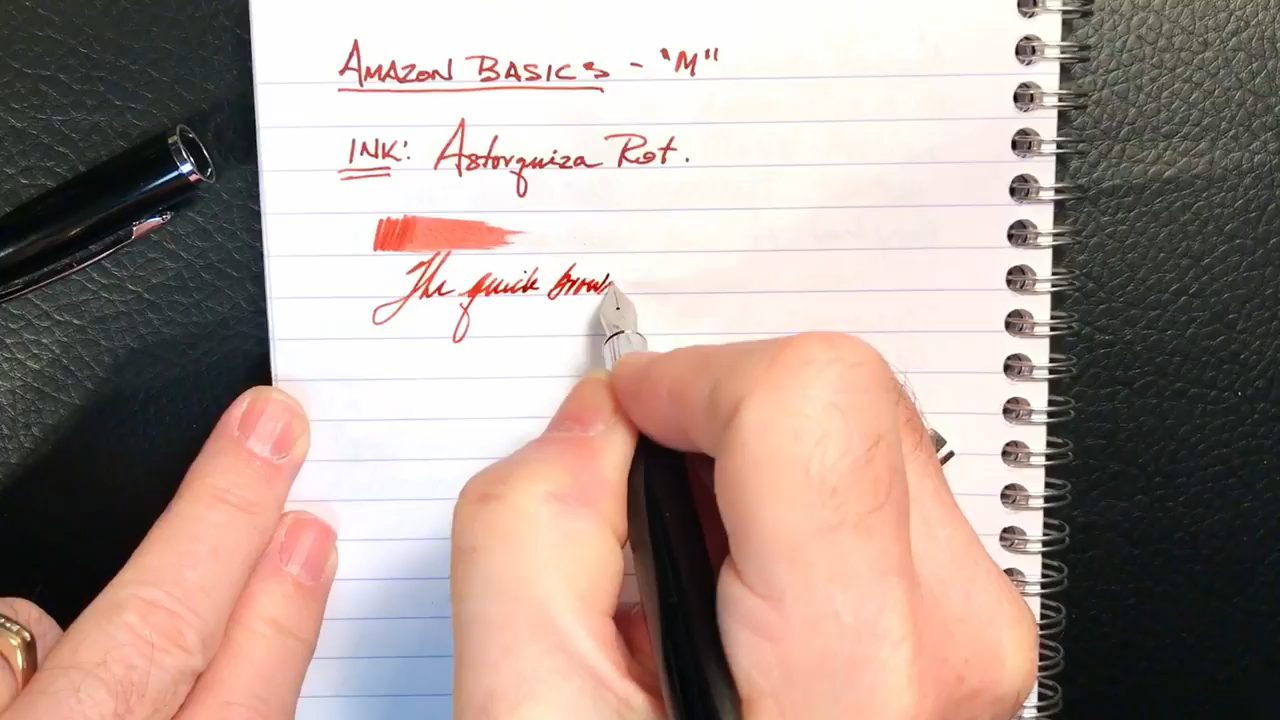 AMAZON BASICS - "M"
INK: Astorquiza Rot.
The quick brow